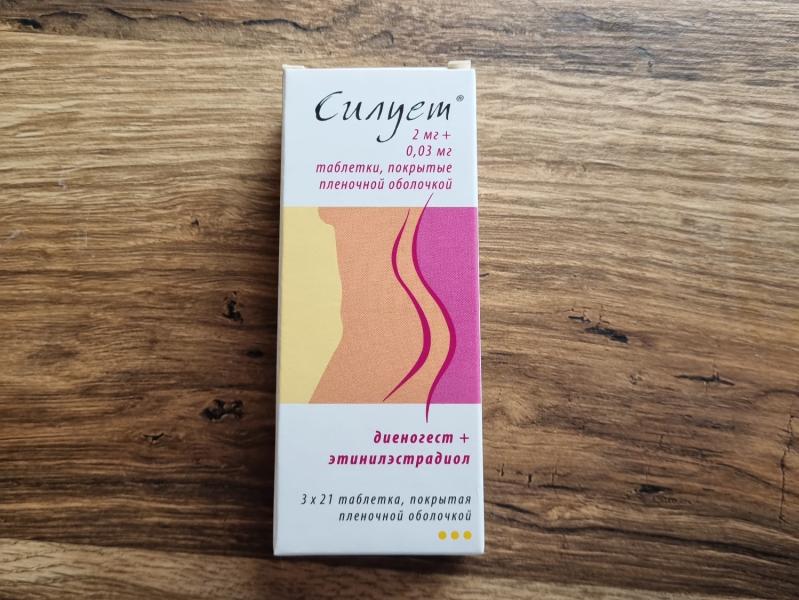 Силует®
2 мг +
0,03 мг
таблетки, покрытые
пленочной оболочкой
диеногест +
этинилэстрадиол
3 x 21 таблетка, покрытая
пленочной оболочкой